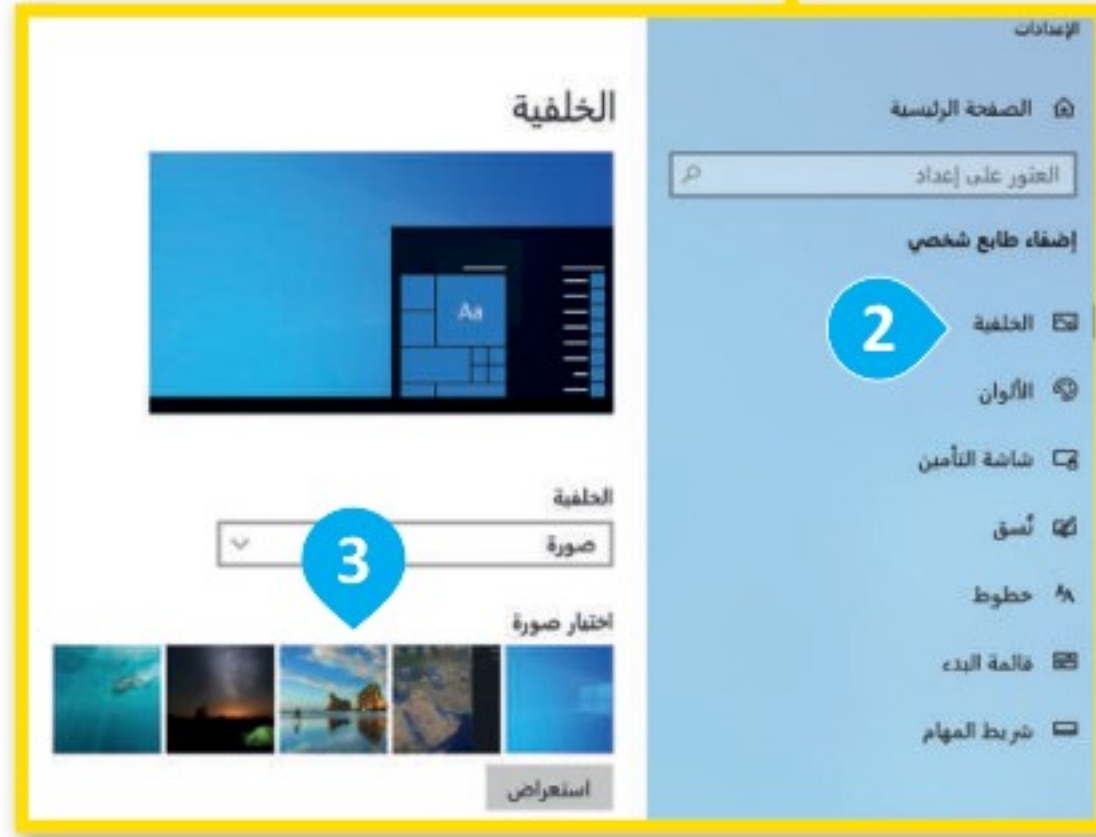 الإعدادات
الصفحة الرئيسية
العثور على إعداد
إضفاء طابع شخصي
الخلفية
2
الألوان
شاشة التأمين
نُسق
خطوط
قائمة البدء
شريط المهام
الخلفية
Aa
الخلفية
صورة
3
اختيار صورة
استعراض